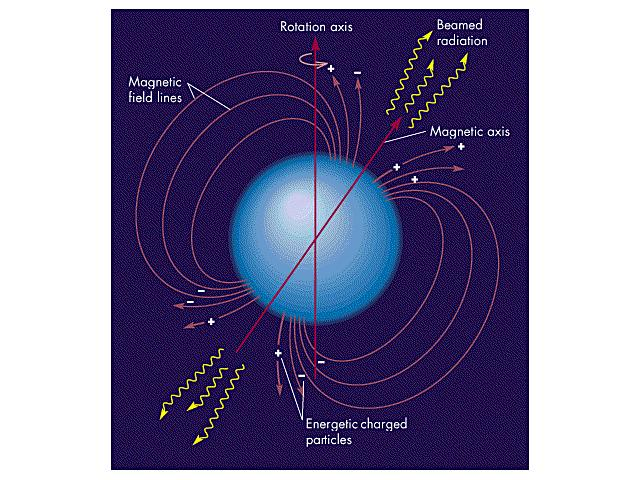 Rotation axis
Beamed
radiation
+
–
Magnetic
field lines
Magnetic axis
+
+
+
–
–
+
+
–
–
Energetic charged
particles